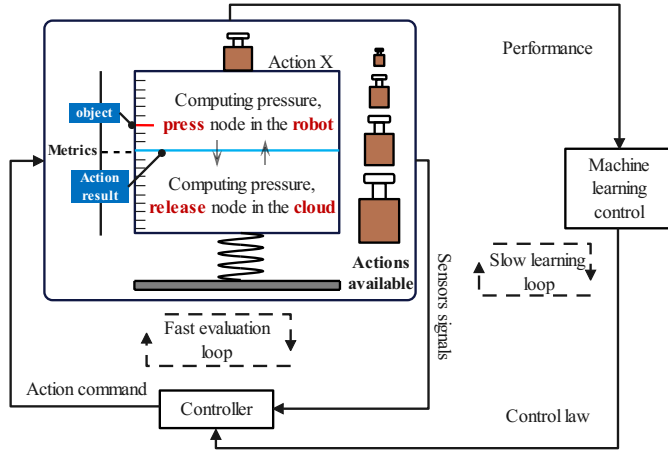 Action X
Performance
Computing pressure,
press node in the robot
object
Metrics
Action
result
Computing pressure,
release node in the cloud
Actions
available
Machine
learning
control
Sensors signals
Slow learning
loop
Fast evaluation
loop
Action command
Controller
Control law